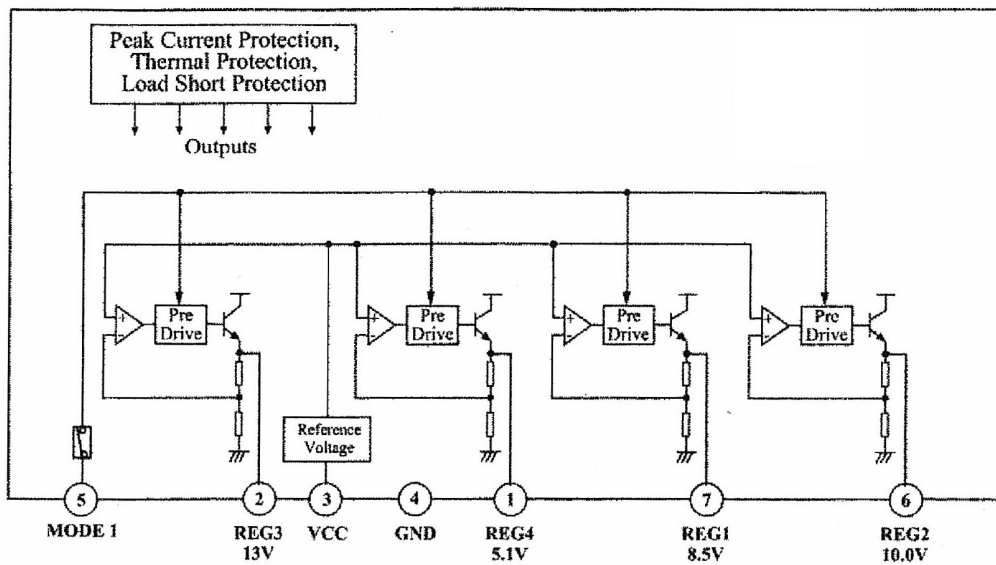 Peak Current Protection,
Thermal Protection,
Load Short Protection
Outputs
+
-
Pre
Drive
+
-
Pre
Drive
+
-
Pre
Drive
+
-
Pre
Drive
Reference
Voltage
5
2
3
4
1
7
6
MODE 1
REG3
13V
VCC
GND
REG4
5.1V
REG1
8.5V
REG2
10.0V